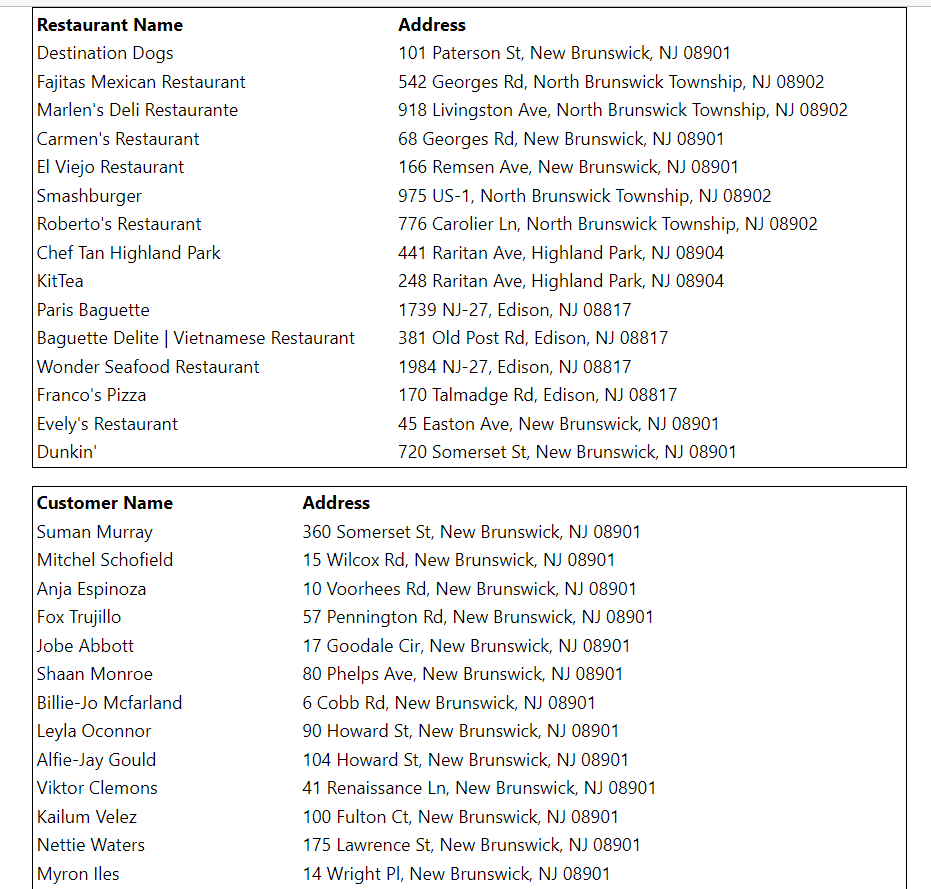 Restaurant Name Address
Destination Dogs 101 Paterson St, New Brunswick, NJ 08901
Fajitas Mexican Restaurant 542 Georges Rd, North Brunswick Township, NJ 08902
Marlen's Deli Restaurante 918 Livingston Ave, North Brunswick Township, NJ 08902
Carmen's Restaurant 68 Georges Rd, New Brunswick, NJ 08901
El Viejo Restaurant 166 Remsen Ave, New Brunswick, NJ 08901
Smashburger 975 US-1, North Brunswick Township, NJ 08902
Roberto's Restaurant 776 Carolier Ln, North Brunswick Township, NJ 08902
Chef Tan Highland Park 441 Raritan Ave, Highland Park, NJ 08904
KitTea 248 Raritan Ave, Highland Park, NJ 08904
Paris Baguette 1739 NJ-27, Edison, NJ 08817
Baguette Delite | Vietnamese Restaurant 381 Old Post Rd, Edison, NJ 08817
Wonder Seafood Restaurant 1984 NJ-27, Edison, NJ 08817
Franco's Pizza 170 Talmadge Rd, Edison, NJ 08817
Evely's Restaurant 45 Easton Ave, New Brunswick, NJ 08901
Dunkin' 720 Somerset St, New Brunswick, NJ 08901
Customer Name Address
Suman Murray 360 Somerset St, New Brunswick, NJ 08901
Mitchel Schofield 15 Wilcox Rd, New Brunswick, NJ 08901
Anja Espinoza 10 Voorhees Rd, New Brunswick, NJ 08901
Fox Trujillo 57 Pennington Rd, New Brunswick, NJ 08901
Jobe Abbott 17 Goodale Cir, New Brunswick, NJ 08901
Shaan Monroe 80 Phelps Ave, New Brunswick, NJ 08901
Billie-Jo Mcfarland 6 Cobb Rd, New Brunswick, NJ 08901
Leyla Oconnor 90 Howard St, New Brunswick, NJ 08901
Alfie-Jay Gould 104 Howard St, New Brunswick, NJ 08901
Viktor Clemons 41 Renaissance Ln, New Brunswick, NJ 08901
Kailum Velez 100 Fulton Ct, New Brunswick, NJ 08901
Nettie Waters 175 Lawrence St, New Brunswick, NJ 08901
Myron Iles 14 Wright Pl, New Brunswick, NJ 08901